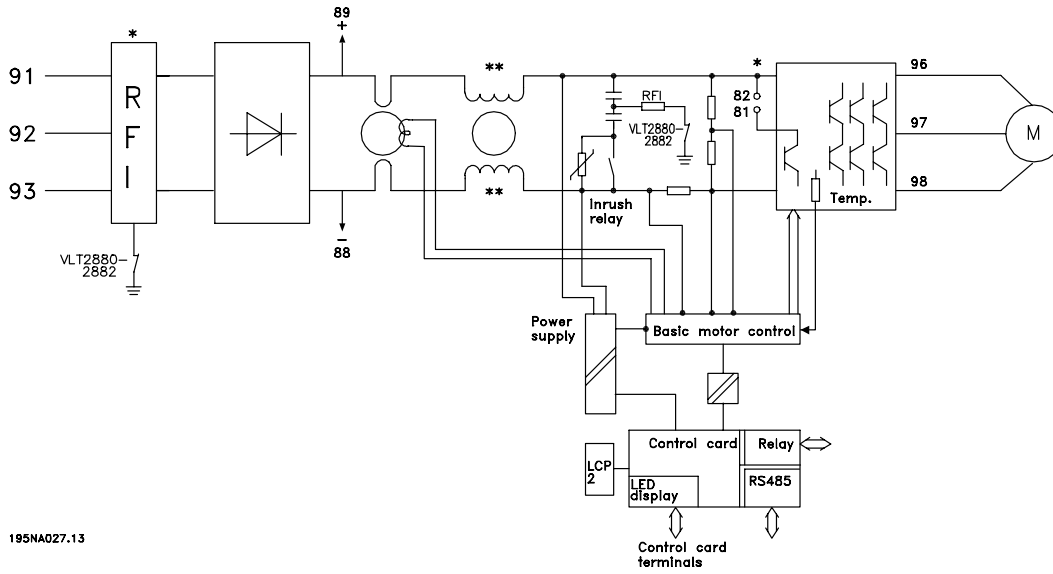 89
+
*
91
92
93
R
F
I
VLT2880-
2882
–
88
**
**
RFI
VLT2880-
2882
Inrush
relay
*
82
81
Temp.
96
97
98
M
Power
supply
Basic motor control
Control card
Relay
RS485
LCP
2
LED
display
Control card
terminals
195NA027.13